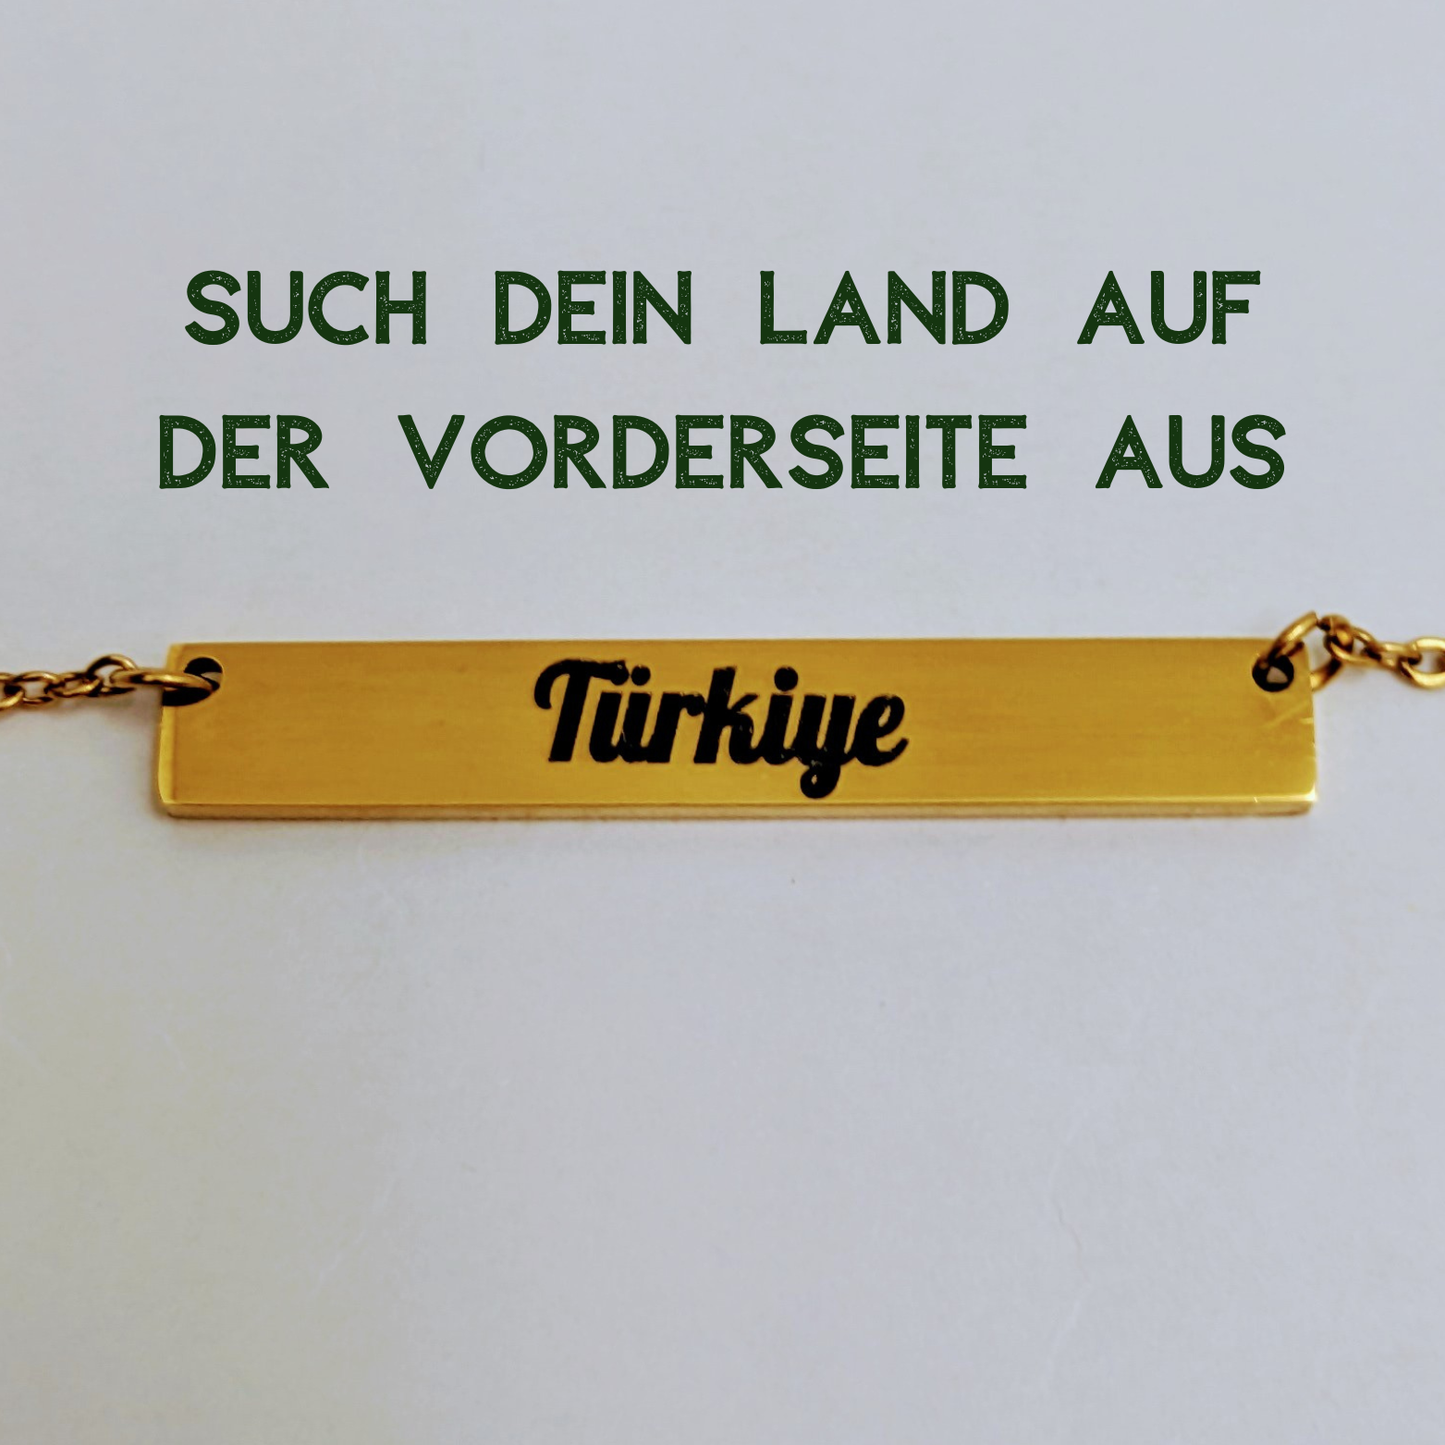 SUCH DEIN LAND AUF
DER VORDERSEITE AUS
Türkiye